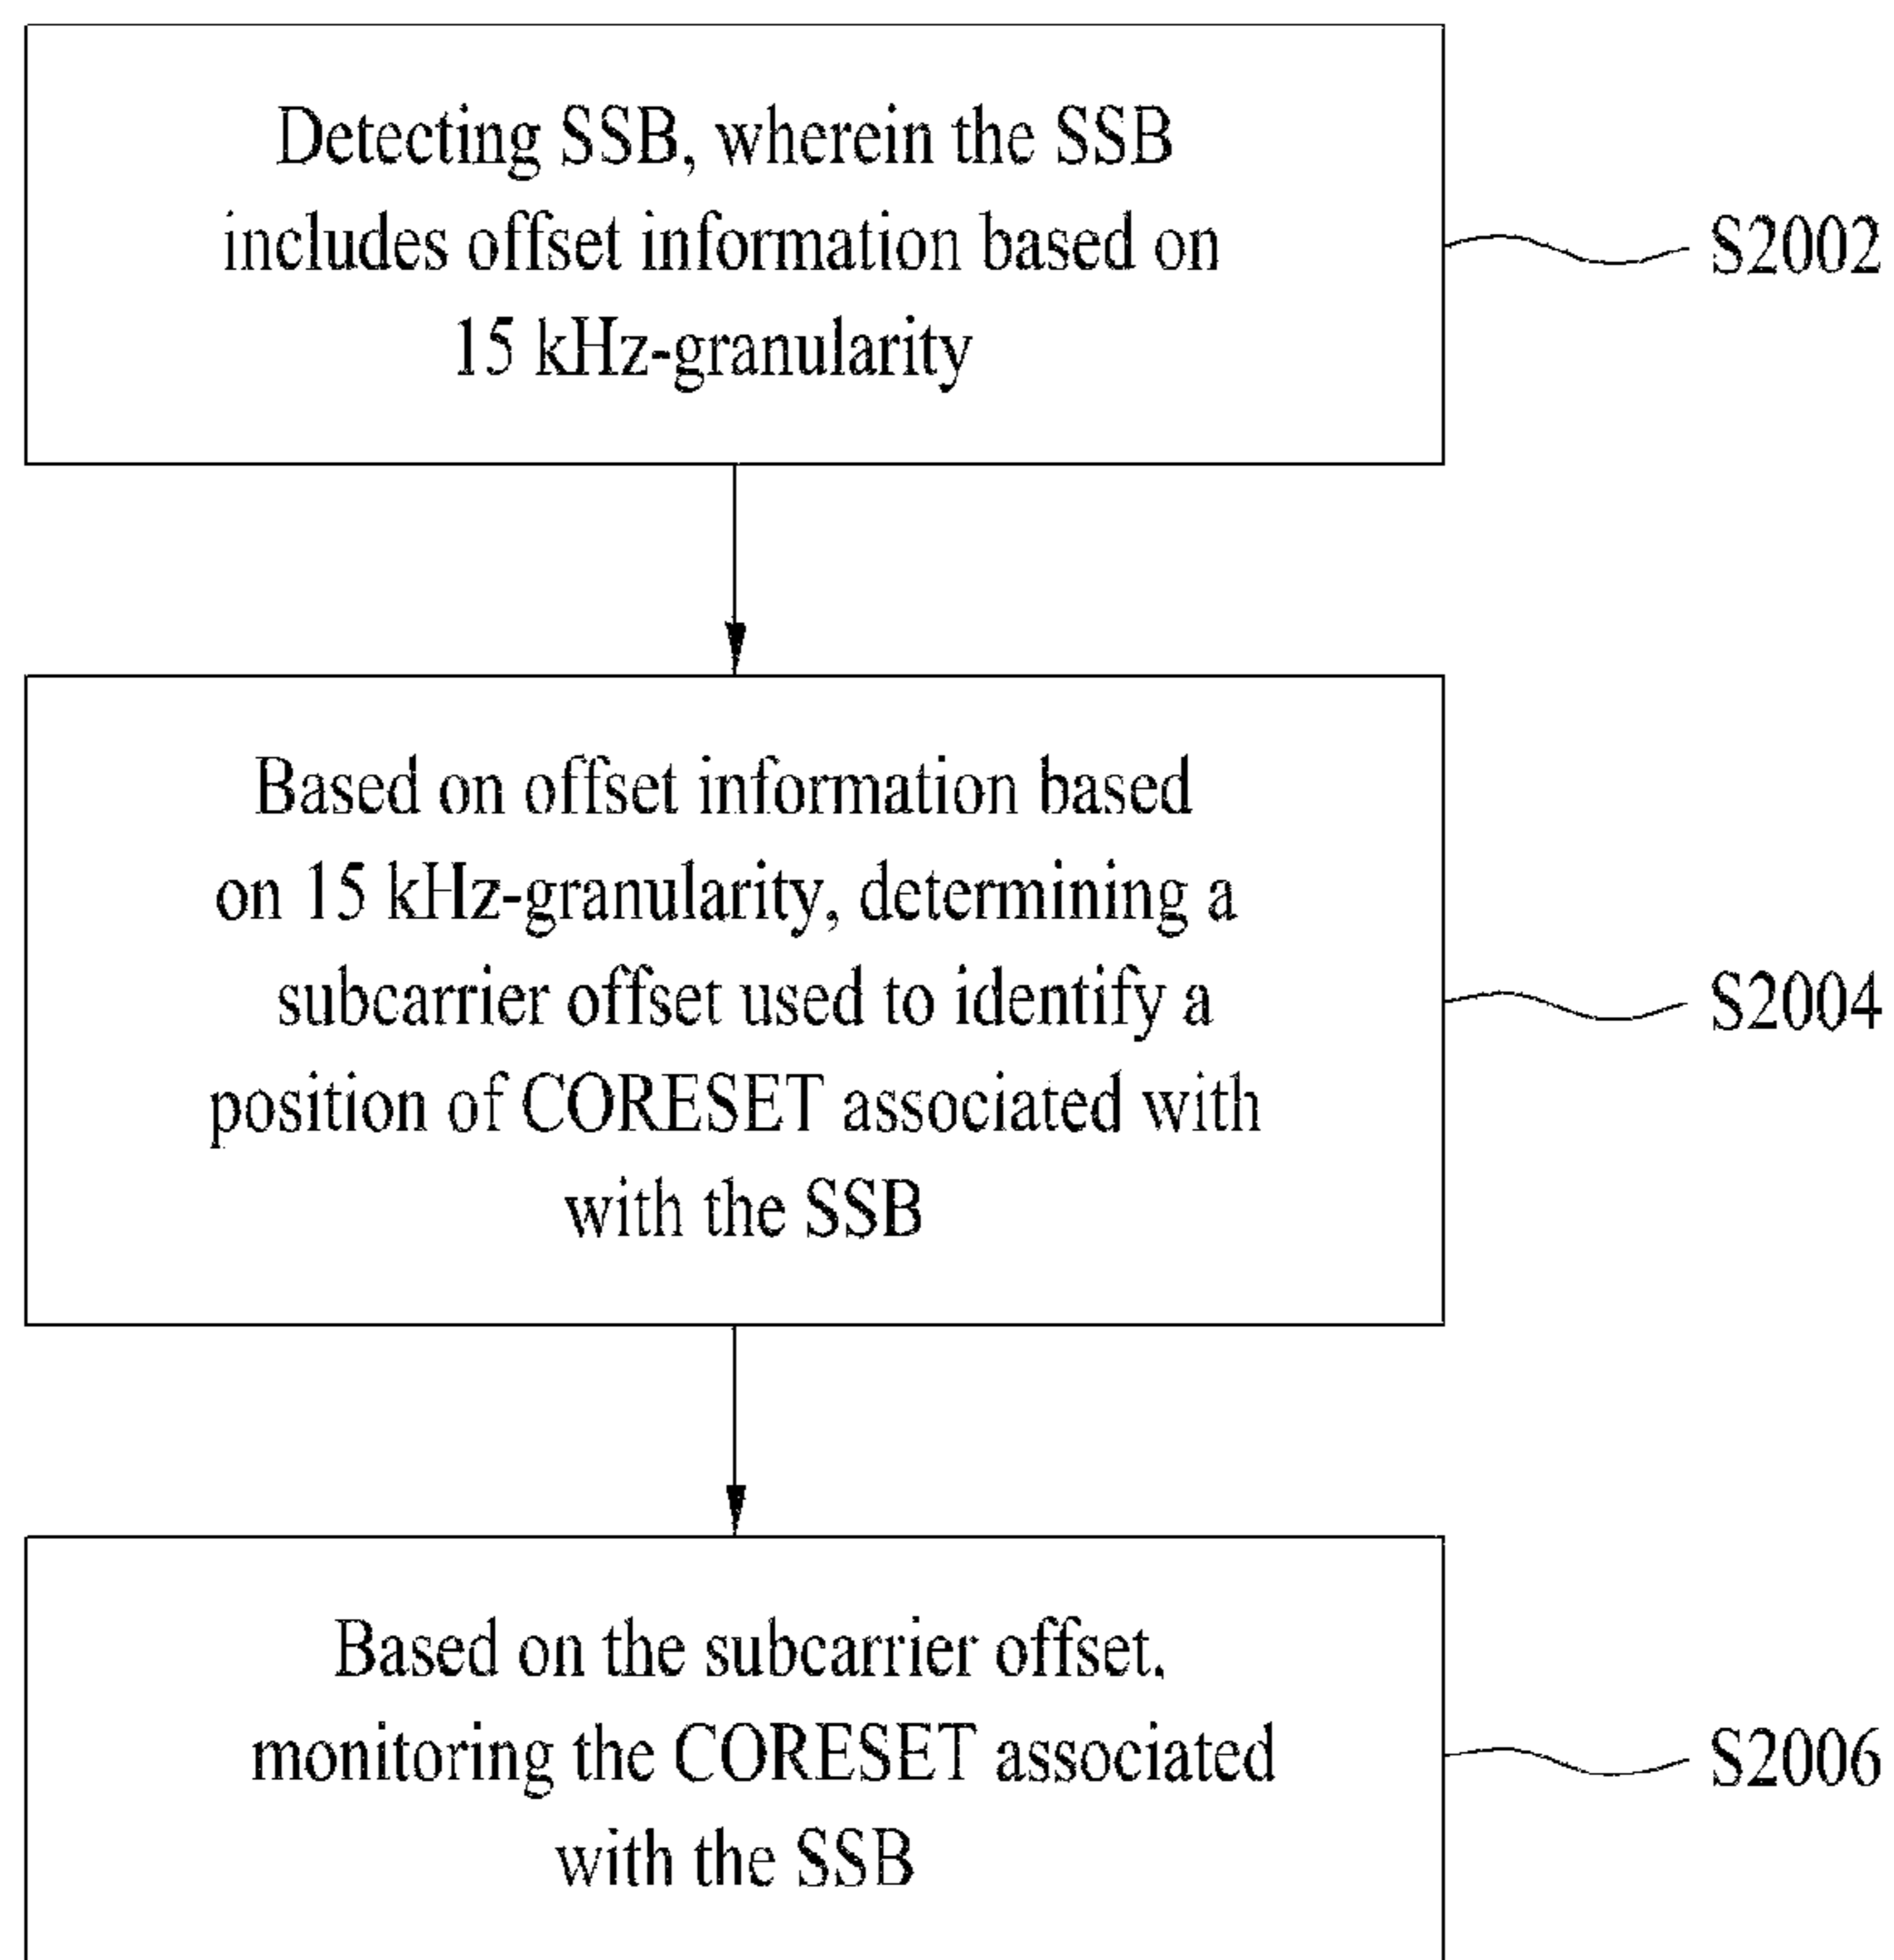 Detecting SSB, wherein the SSB
includes offset information based on
15 kHz-granularity
S2002
Based on offset information based
on 15 kHz-granularity, determining a
subcarrier offset used to identify a
position of CORESET associated with
with the SSB
S2004
Based on the subcarrier offset,
monitoring the CORESET associated
with the SSB
S2006